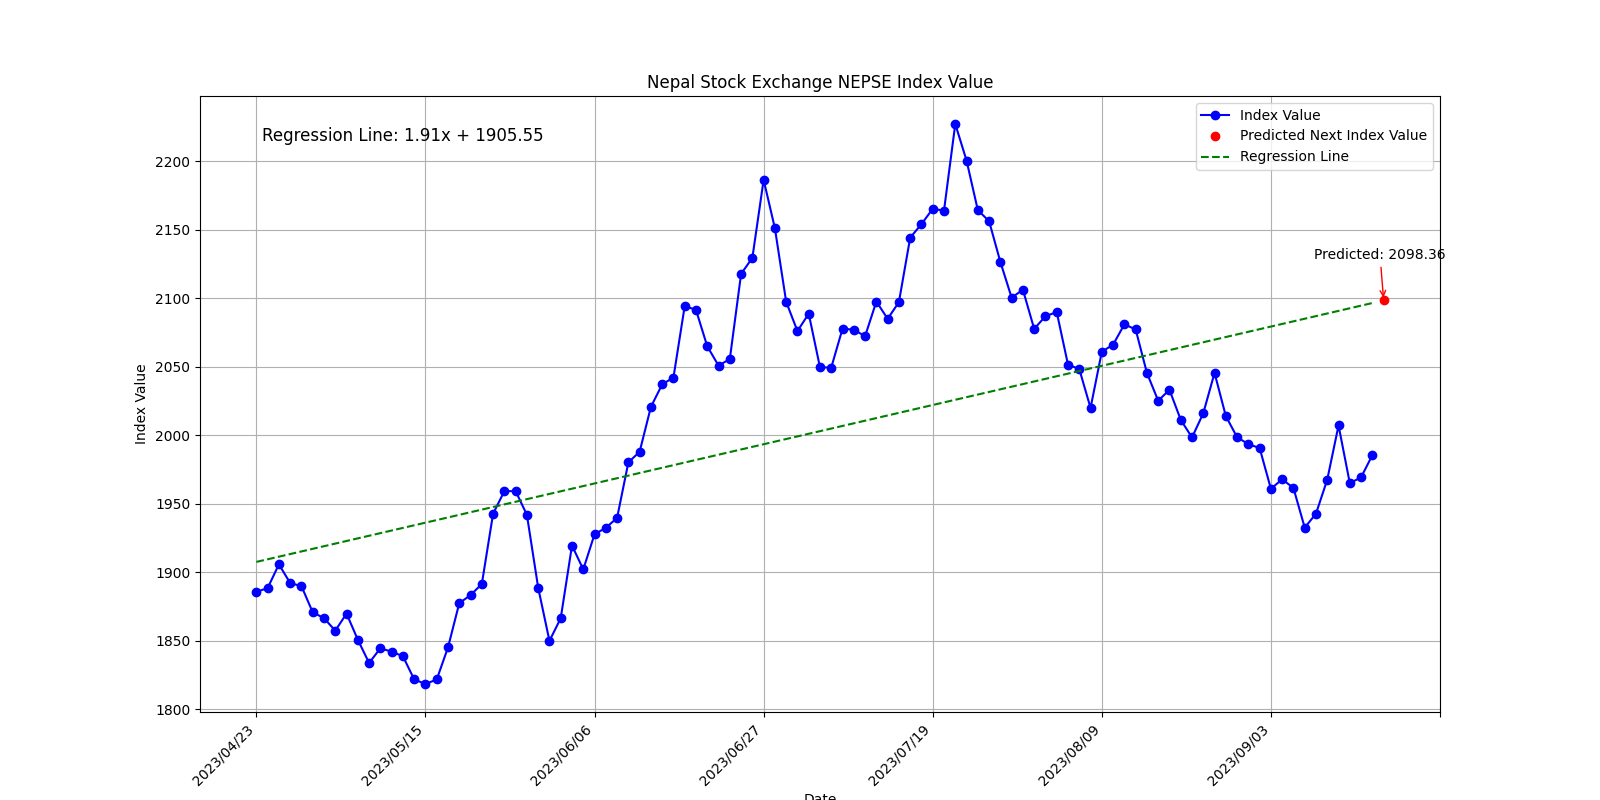 Nepal Stock Exchange NEPSE Index Value
Regression Line: 1.91x + 1905.55
Index Value
Predicted Next Index Value
Regression Line
Predicted: 2098.36
Index Value
2200
2150
2100
2050
2000
1950
1900
1850
1800
2023/04/23
2023/05/15
2023/06/06
2023/06/27
2023/07/19
2023/08/09
2023/09/03
Date